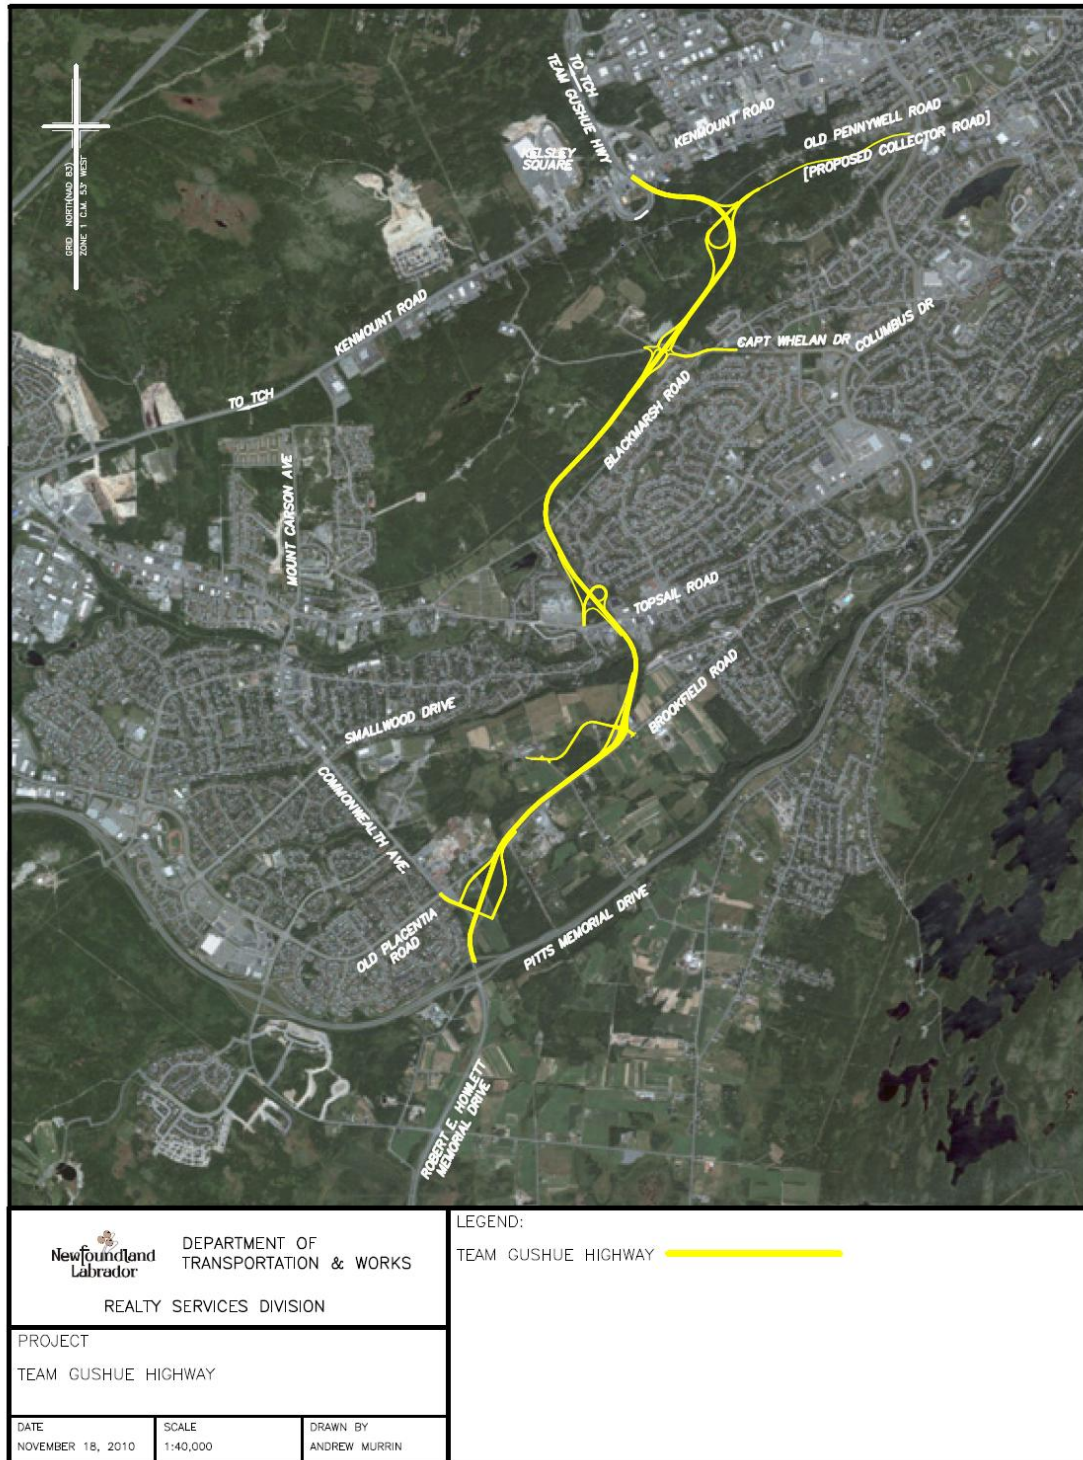 TO TCH
TEAM GUSHUE HWY
KENMOUNT ROAD
OLD PENNYWELL ROAD
[PROPOSED COLLECTOR ROAD]
KELSLEY
SQUARE
GRID NORTH(NAD 83)
ZONE 1 C.M. 53° WEST
KENMOUNT ROAD
CAPT WHELAN DR
COLUMBUS DR
TO TCH
BLACKMARSH ROAD
MOUNT CARSON AVE
TOPSAIL ROAD
BROOKFIELD ROAD
SMALLWOOD DRIVE
COMMONWEALTH AVE.
OLD PLACENTIA
ROAD
PITTS MEMORIAL DRIVE
ROBERT E. HOWLETT
MEMORIAL DRIVE
Newfoundland
Labrador
DEPARTMENT OF
TRANSPORTATION & WORKS
REALTY SERVICES DIVISION
PROJECT
TEAM GUSHUE HIGHWAY
DATE
NOVEMBER 18, 2010
SCALE
1:40,000
DRAWN BY
ANDREW MURRIN
LEGEND:
TEAM GUSHUE HIGHWAY